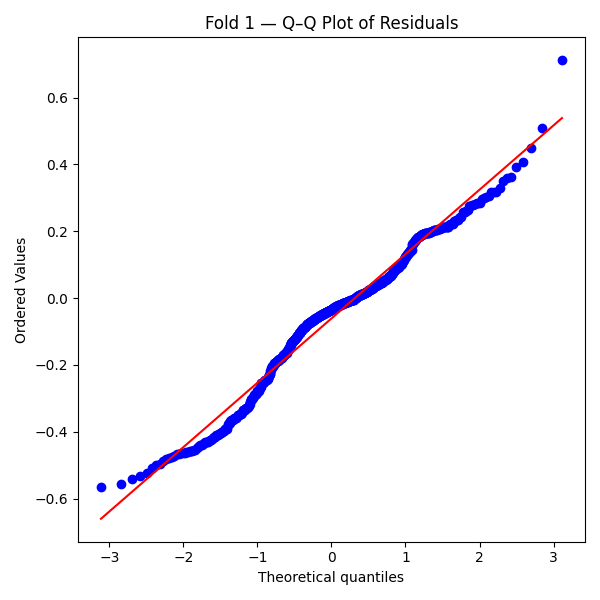 Fold 1 — Q–Q Plot of Residuals
Ordered Values
0.6
0.4
0.2
0.0
−0.2
−0.4
−0.6
−3 −2 −1 0 1 2 3
Theoretical quantiles